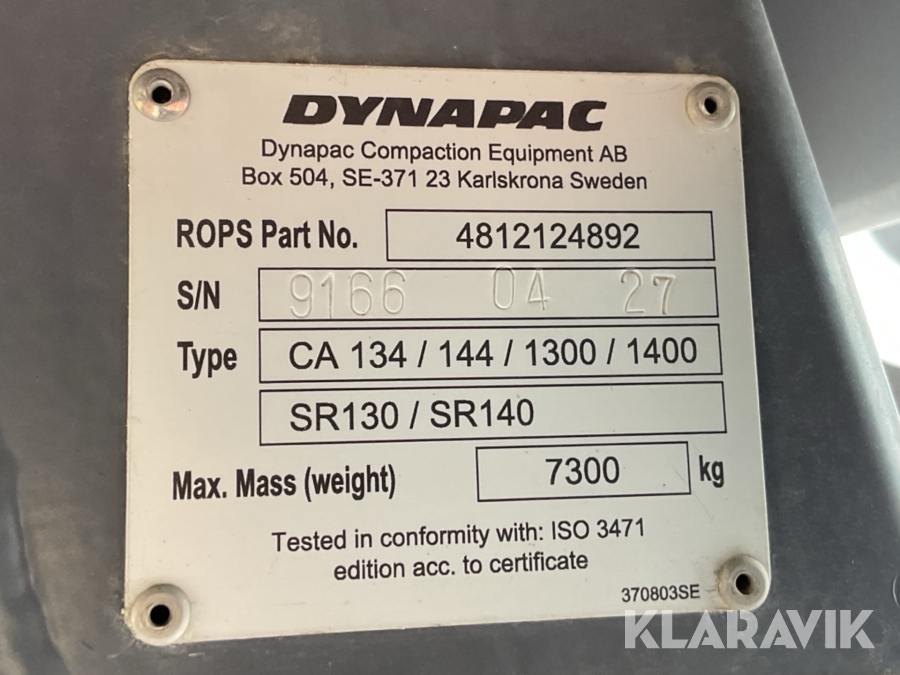 DYNAPAC
Dynapac Compaction Equipment AB
Box 504, SE-371 23 Karlskrona Sweden
ROPS Part No. 4812124892
S/N 9166 04 27
Type CA 134 / 144 / 1300 / 1400
SR130 / SR140
Max. Mass (weight) 7300 kg
Tested in conformity with: ISO 3471
edition acc. to certificate
370803SE
KLARAVIK